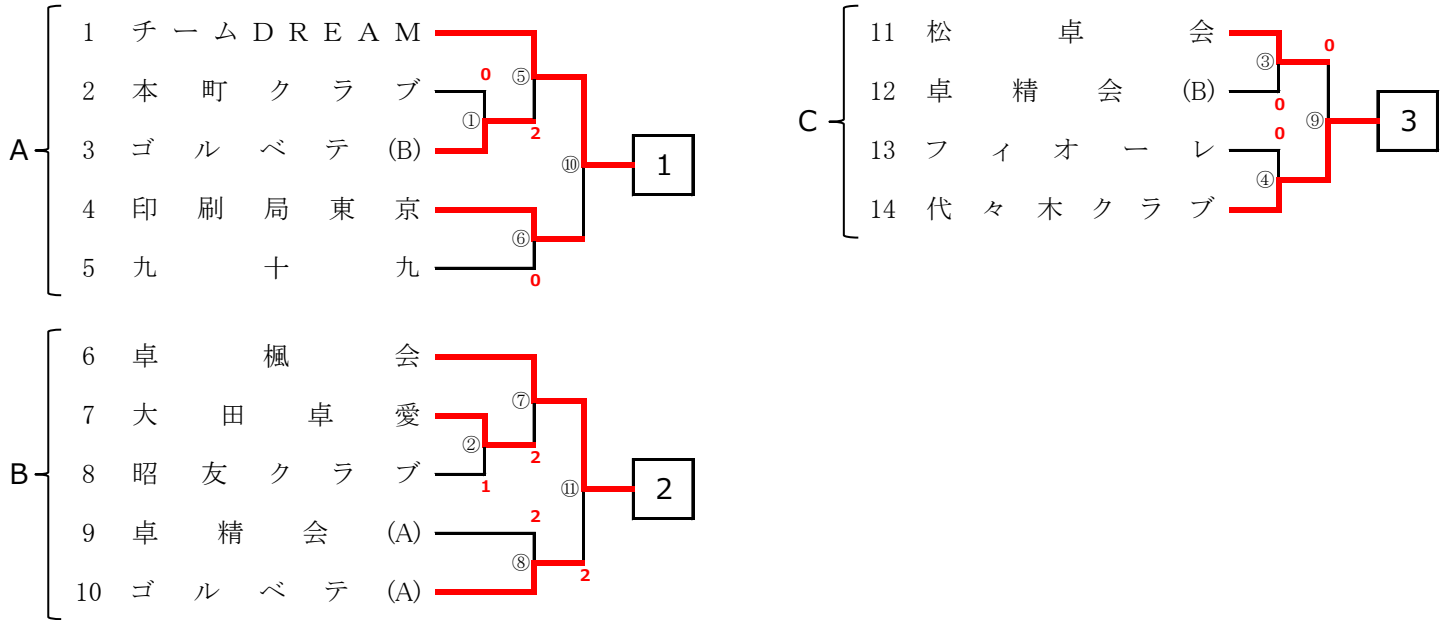 1 チームDREAM
0
⑤
2 本町クラブ
①
2
A
3 ゴルベテ (B)
⑩
1
4 印刷局東京
⑥
5 九十九
0
6 卓楓会
⑦
7 大田卓愛
②
2
B
8 昭友クラブ
1
⑪
2
9 卓精会 (A)
2
⑧
2
10 ゴルベテ (A)
11 松卓会
0
③
12 卓精会 (B)
0
C
⑨
3
0
13 フィオーレ
④
14 代々木クラブ